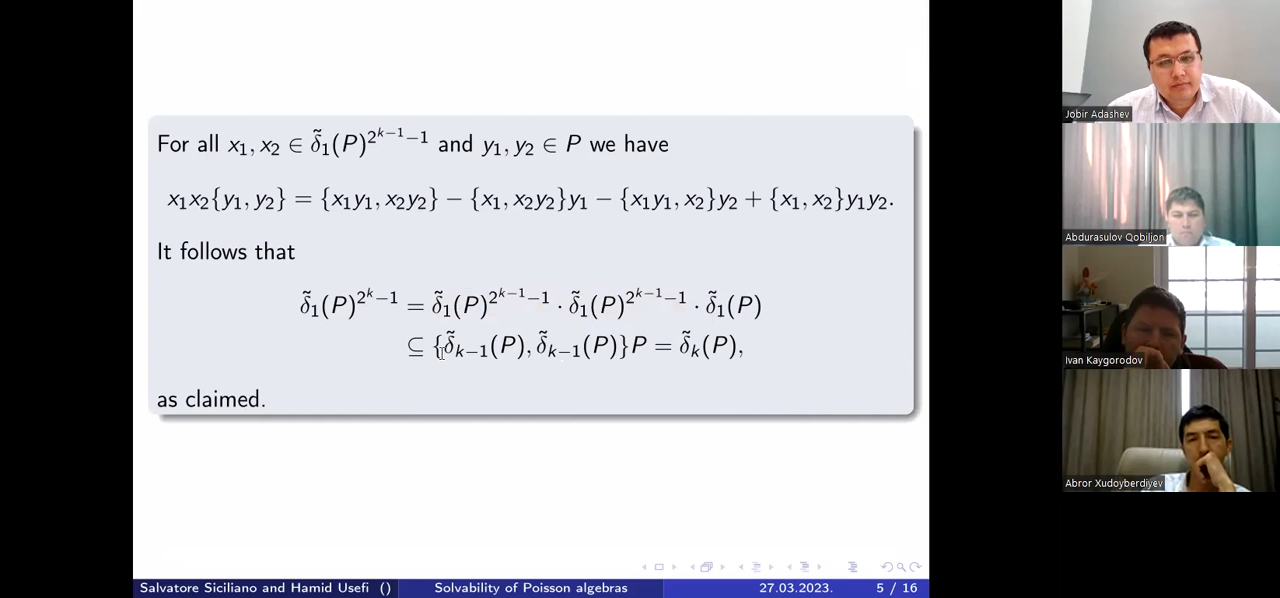 For all x₁, x₂ ∈ δ̃₁(P)^{2^{k−1}−1} and y₁, y₂ ∈ P we have
x₁x₂{y₁, y₂} = {x₁y₁, x₂y₂} − {x₁, x₂y₂}y₁ − {x₁y₁, x₂}y₂ + {x₁, x₂}y₁y₂.
It follows that
δ̃₁(P)^{2^k−1} = δ̃₁(P)^{2^{k−1}−1} · δ̃₁(P)^{2^{k−1}−1} · δ̃₁(P)
⊆ {δ̃_{k−1}(P), δ̃_{k−1}(P)}P = δ̃_k(P),
as claimed.
Salvatore Siciliano and Hamid Usefi ()
Solvability of Poisson algebras
27.03.2023.
5 / 16
Jobir Adashev
Abdurasulov Qobiljon
Ivan Kaygorodov
Abror Xudoyberdiyev